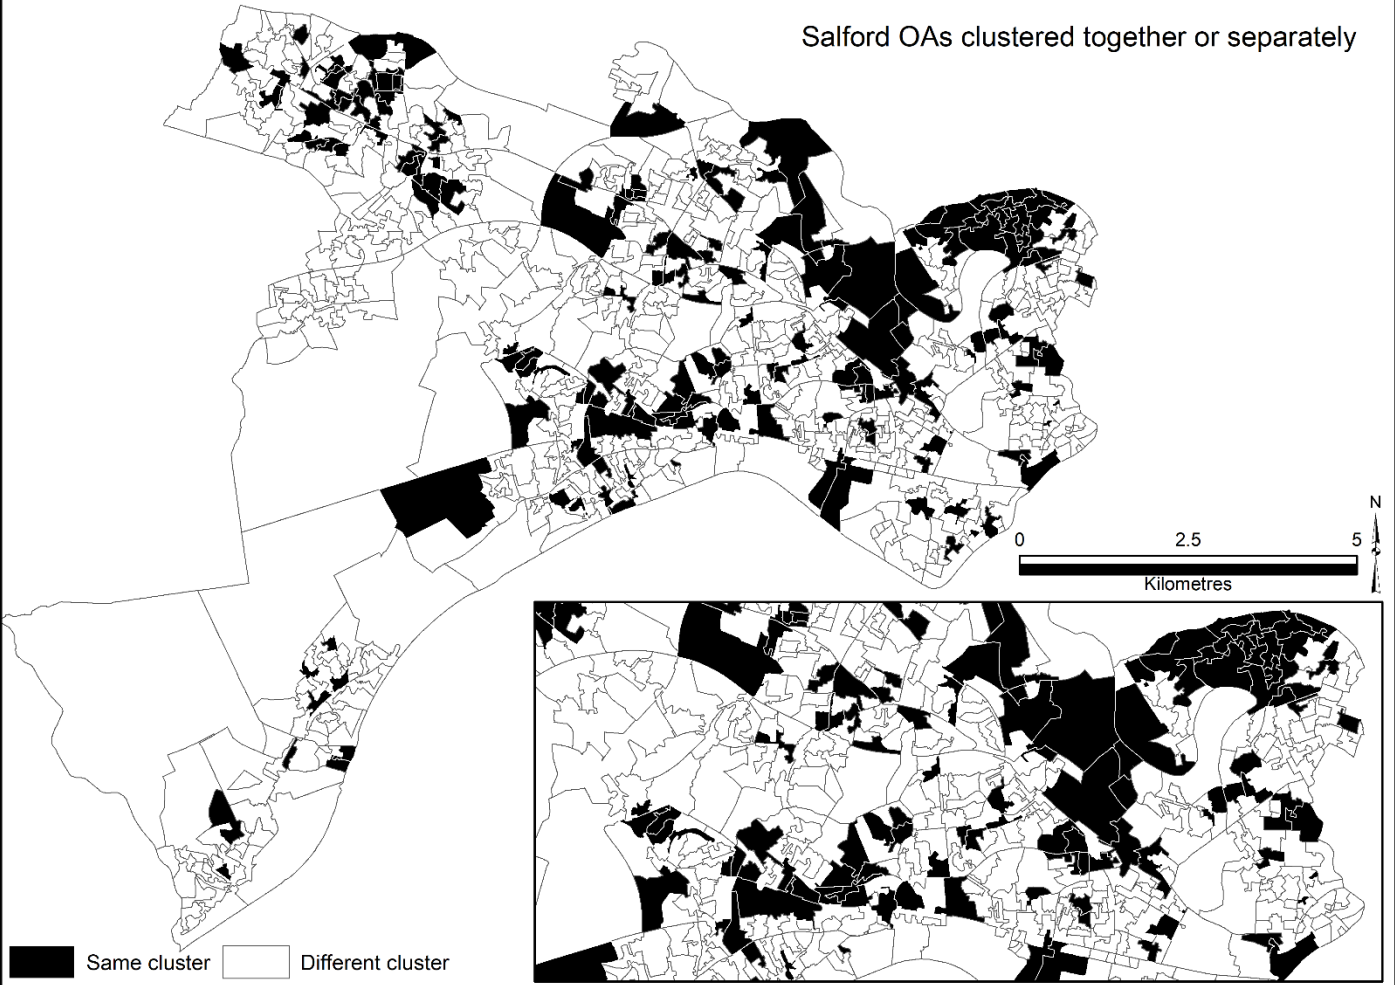 Salford OAs clustered together or separately
N
0 2.5 5
Kilometres
Same cluster Different cluster